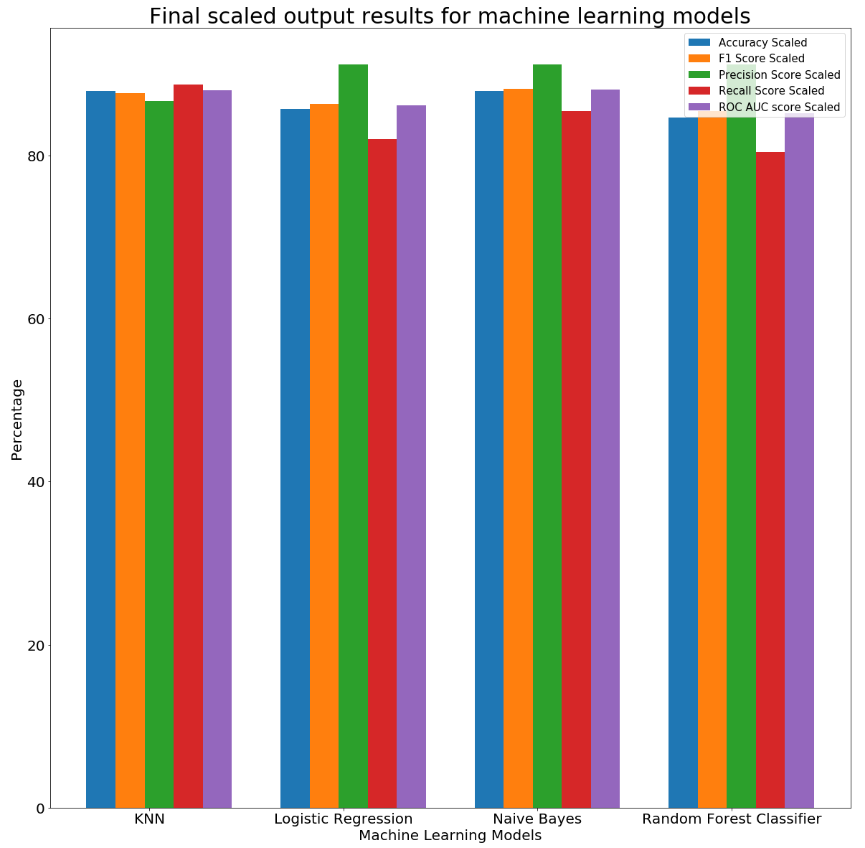 Final scaled output results for machine learning models
Accuracy Scaled
F1 Score Scaled
Precision Score Scaled
Recall Score Scaled
ROC AUC score Scaled
80
60
40
20
0
Percentage
KNN
Logistic Regression
Naive Bayes
Random Forest Classifier
Machine Learning Models